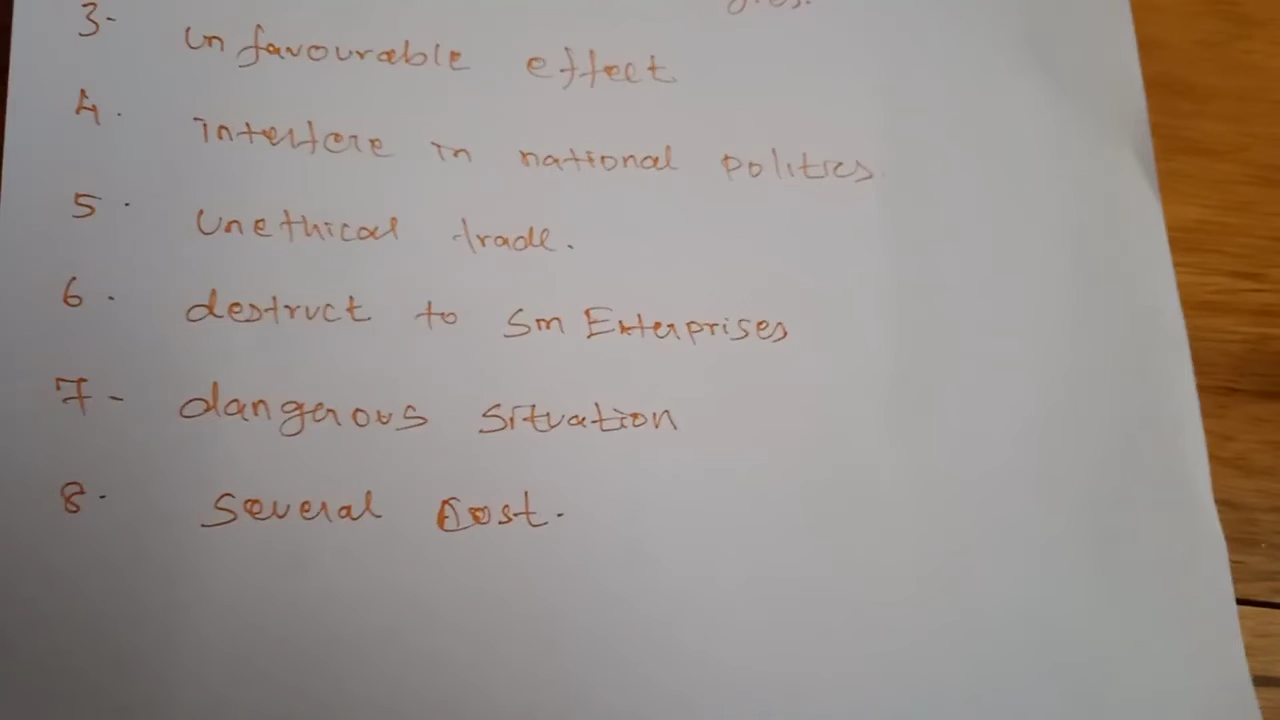 3- unfavourable effect
4. interfere in national politics.
5. unethical trade.
6. destruct to sm Enterprises
7- dangerous situation
8. several cost.